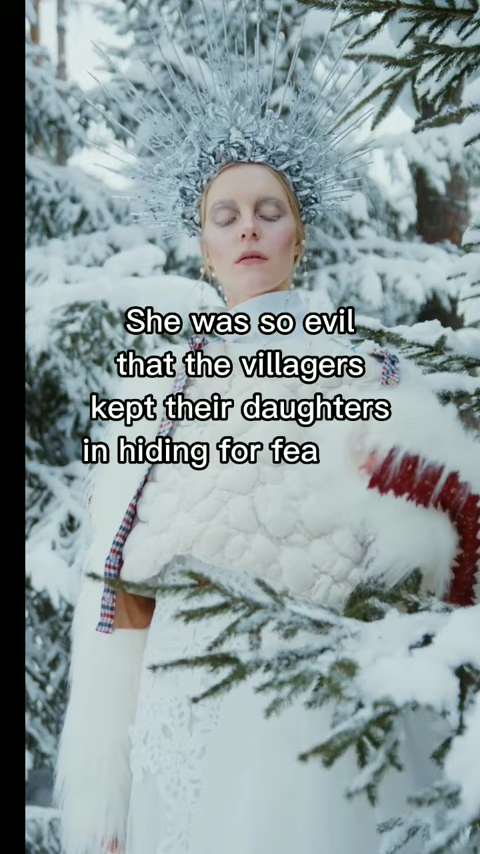 She was so evil
that the villagers
kept their daughters
in hiding for fea